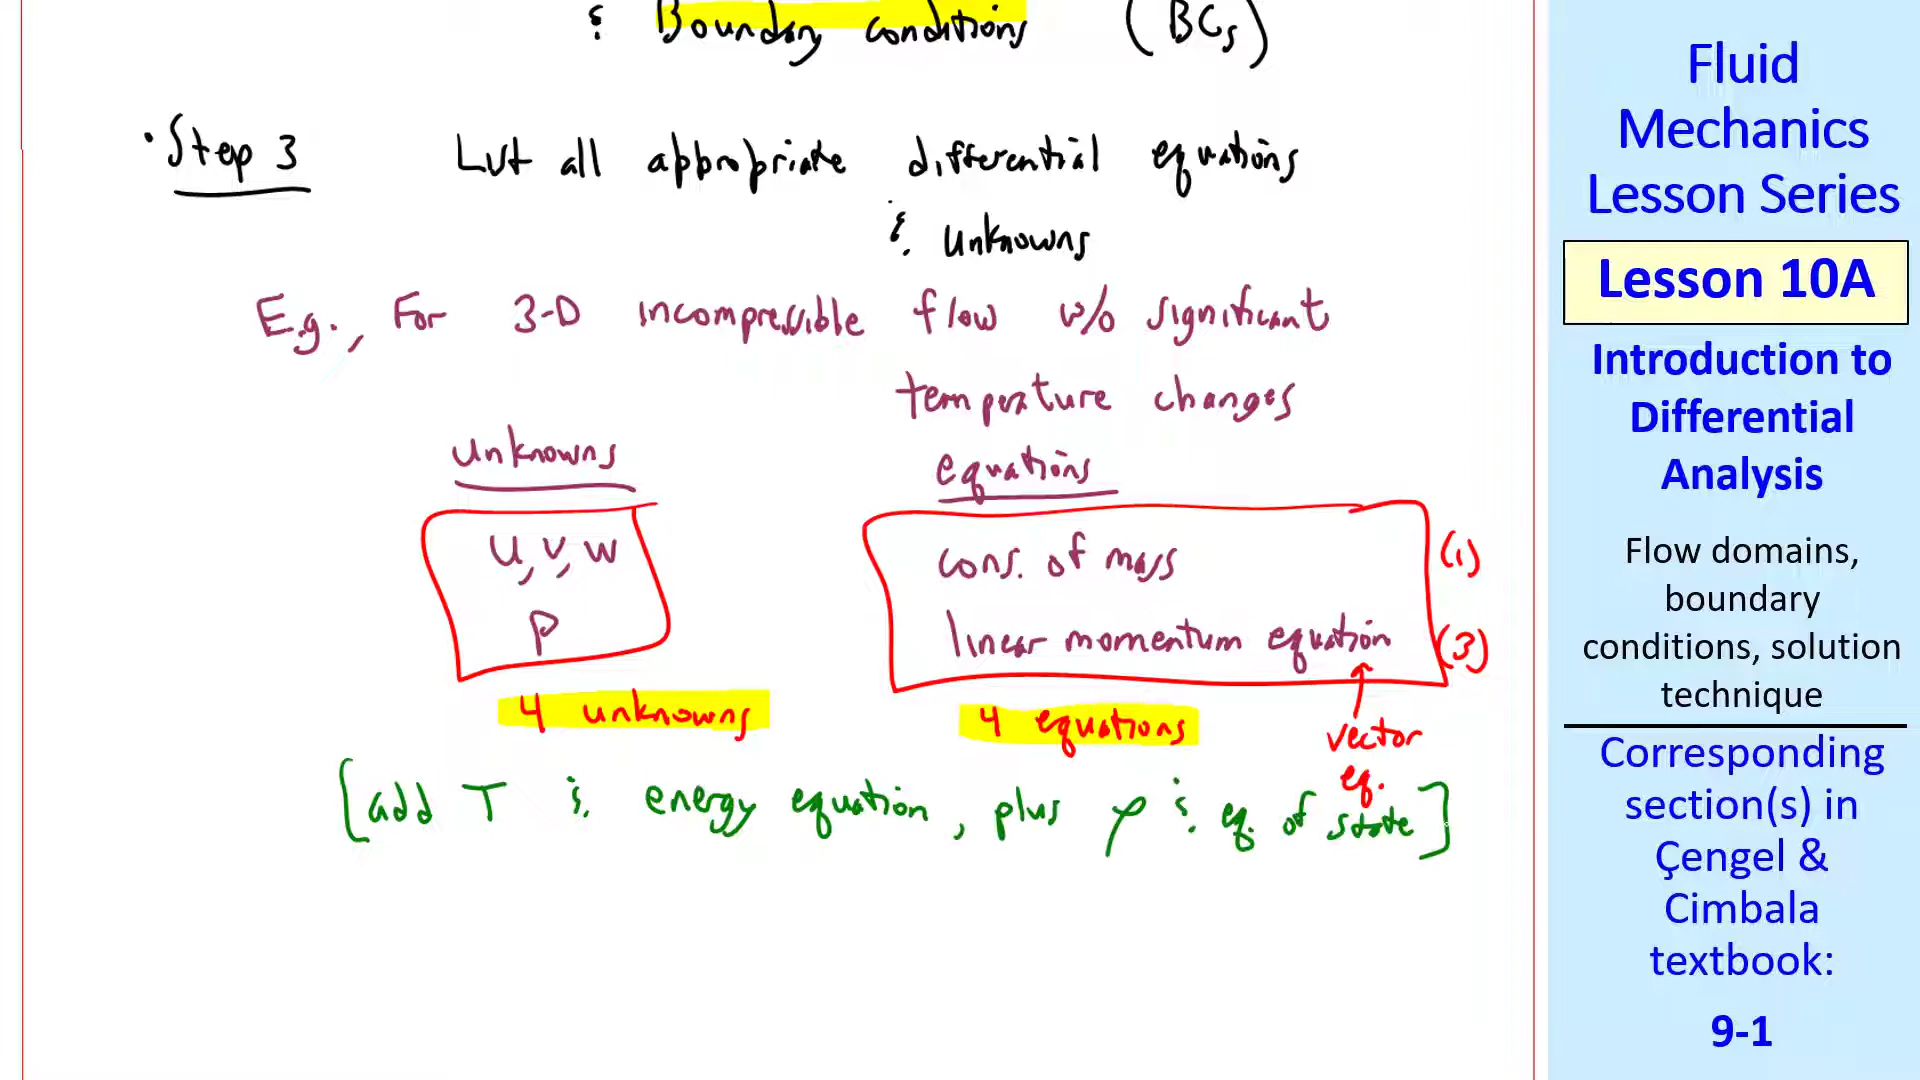 & Boundary conditions (BCs)
• Step 3 List all appropriate differential equations
& unknowns
E.g., For 3-D incompressible flow w/o significant
temperature changes
unknowns equations
u, v, w cons. of mass (1)
P linear momentum equation (3)
4 unknowns 4 equations vector
eq.
[add T & energy equation, plus ρ & eq. of state]
Fluid
Mechanics
Lesson Series
Lesson 10A
Introduction to
Differential
Analysis
Flow domains,
boundary
conditions, solution
technique
Corresponding
section(s) in
Çengel &
Cimbala
textbook:
9-1